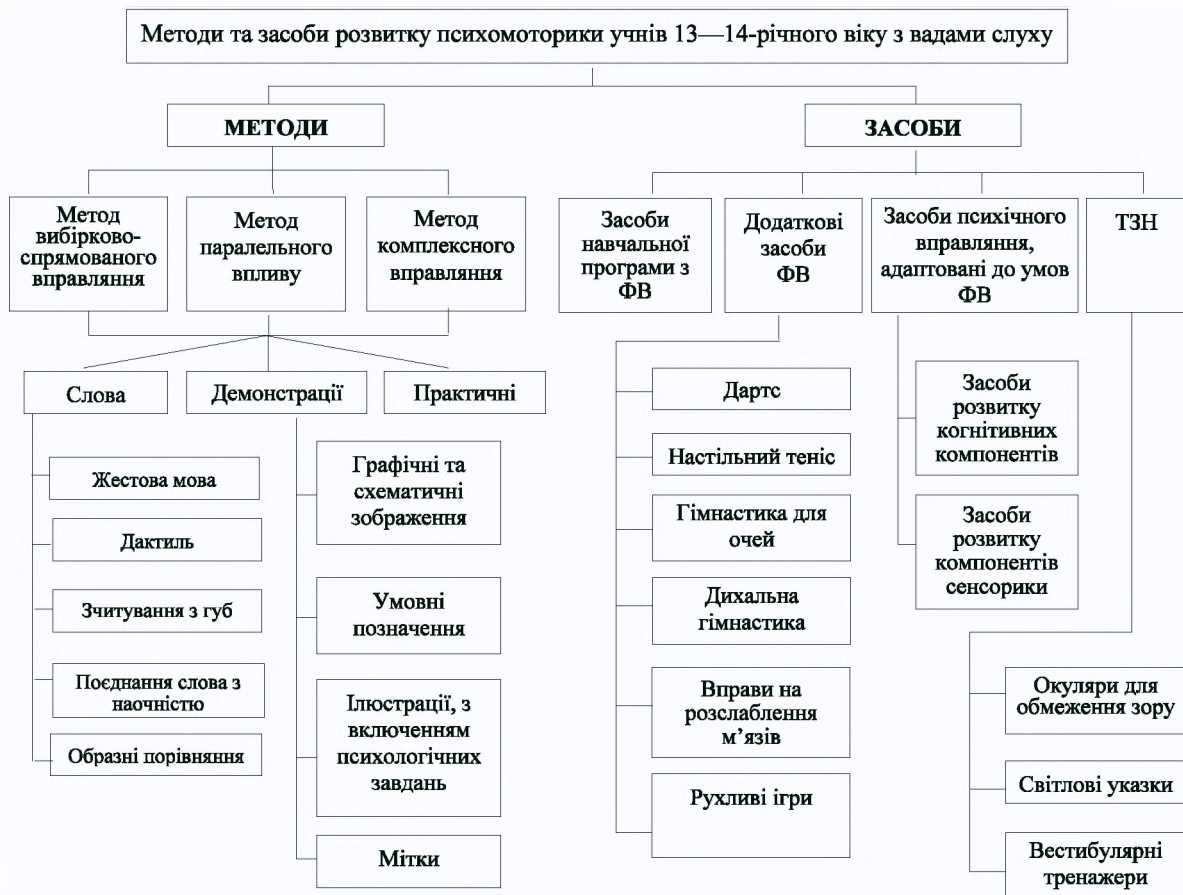 Методи та засоби розвитку психомоторики учнів 13—14-річного віку з вадами слуху
МЕТОДИ
ЗАСОБИ
Метод
вибірково-
спрямованого
вправляння
Метод
паралельного
впливу
Метод
комплексного
вправляння
Засоби
навчальної
програми з
ФВ
Додаткові
засоби
ФВ
Засоби психічного
вправляння,
адаптовані до умов
ФВ
ТЗН
Слова
Демонстрації
Практичні
Жестова мова
Дактиль
Зчитування з губ
Поєднання слова з
наочністю
Образні порівняння
Графічні та
схематичні
зображення
Умовні
позначення
Ілюстрації, з
включенням
психологічних
завдань
Мітки
Дартс
Настільний теніс
Гімнастика для
очей
Дихальна
гімнастика
Вправи на
розслаблення
м’язів
Рухливі ігри
Засоби
розвитку
когнітивних
компонентів
Засоби
розвитку
компонентів
сенсорики
Окуляри для
обмеження зору
Світлові указки
Вестибулярні
тренажери